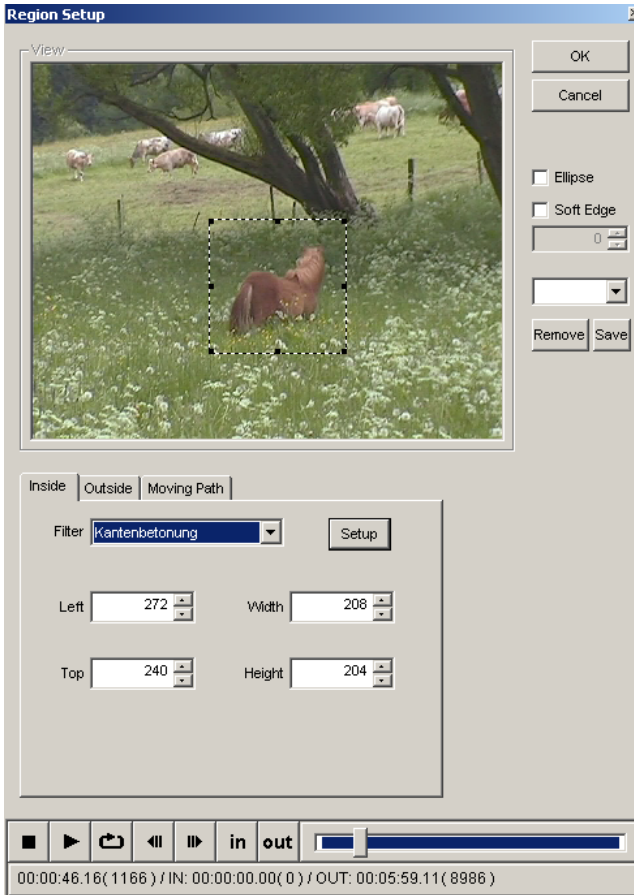 Region Setup
View
OK
Cancel
Ellipse
Soft Edge
0
Remove Save
Inside Outside Moving Path
Filter Kantenbetonung Setup
Left 272 Width 208
Top 240 Height 204
in out
00:00:46.16( 1166 ) / IN: 00:00:00.00( 0 ) / OUT: 00:05:59.11( 8986 )